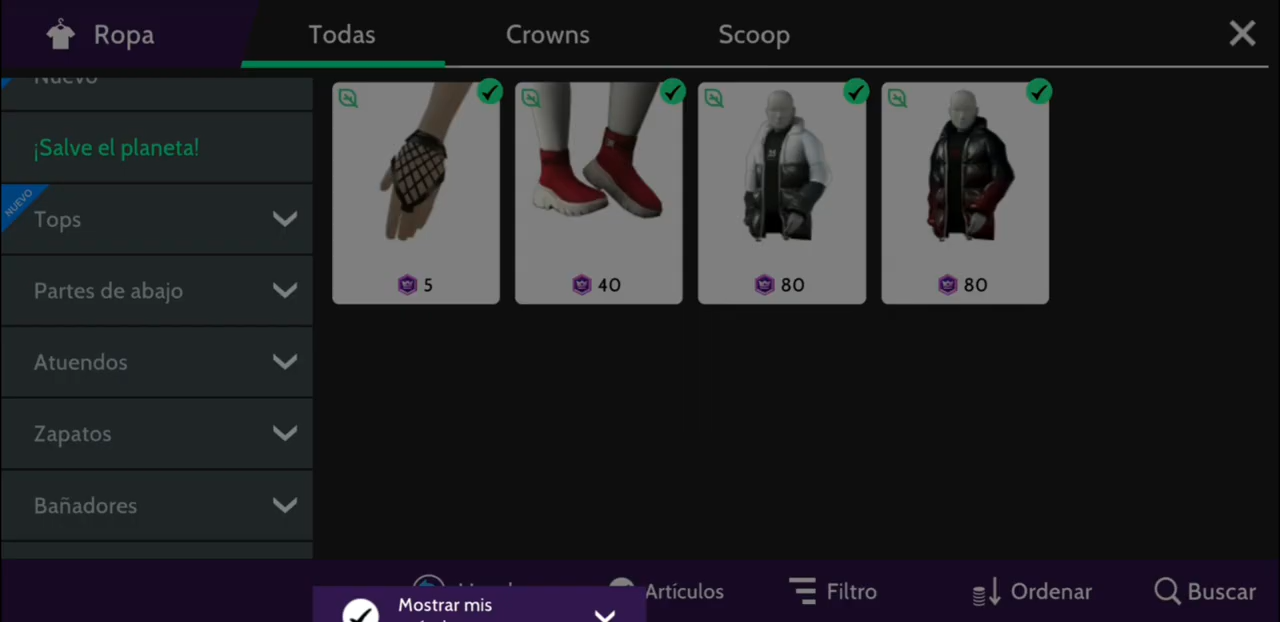 Ropa
Todas
Crowns
Scoop
Nuevo
¡Salve el planeta!
NUEVO
Tops
Partes de abajo
Atuendos
Zapatos
Bañadores
5
40
80
80
Artículos
Filtro
Ordenar
Buscar
Mostrar mis